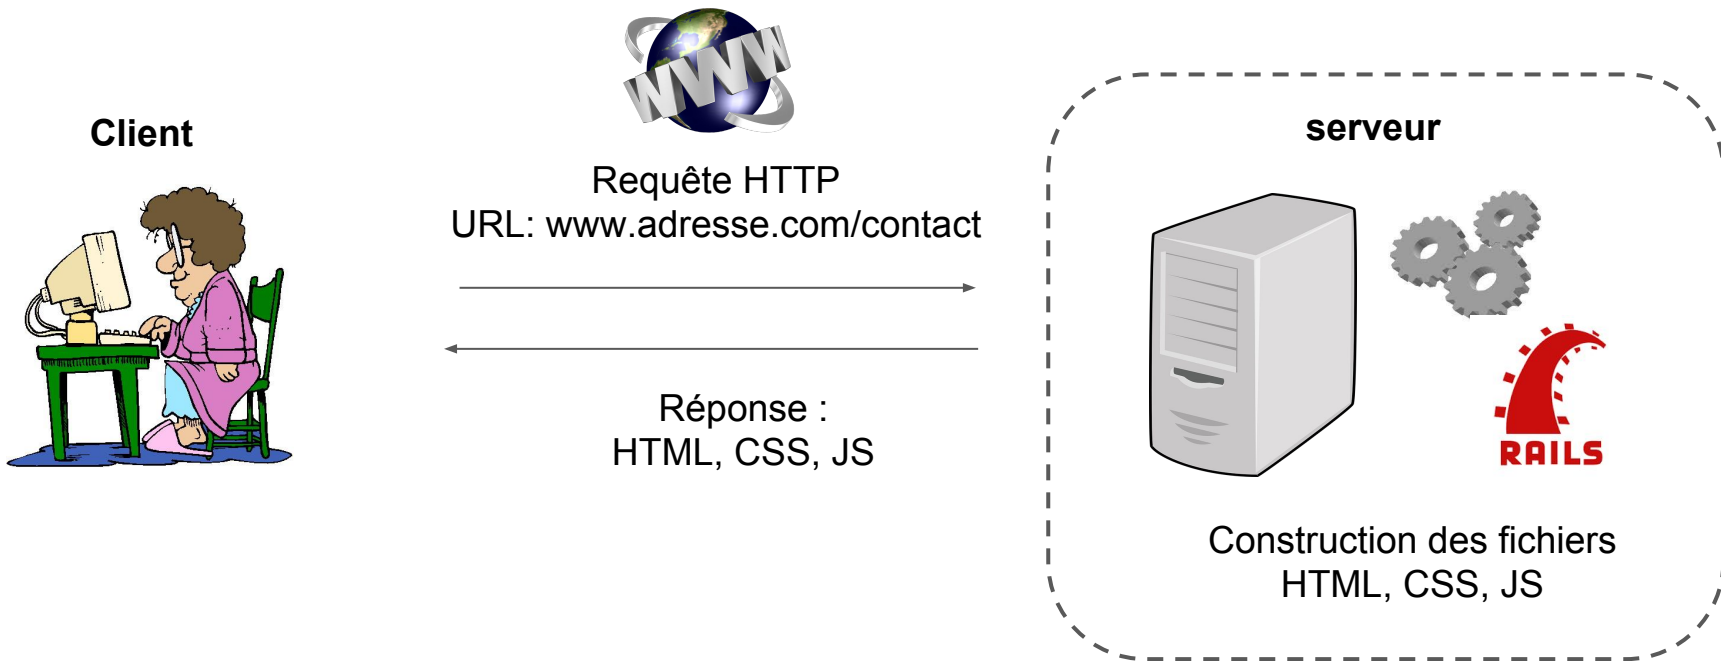 WWW
Client
serveur
Requête HTTP
URL: www.adresse.com/contact
Réponse :
HTML, CSS, JS
RAILS
Construction des fichiers
HTML, CSS, JS